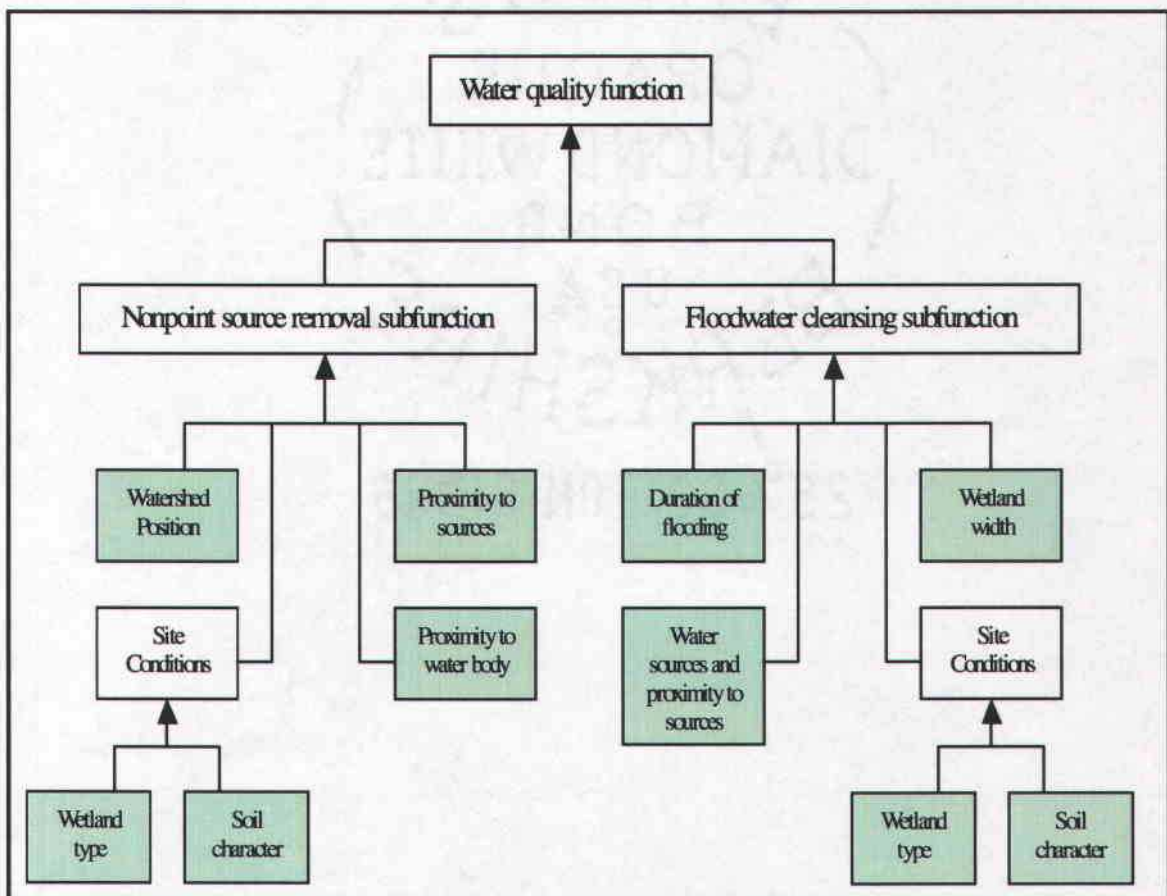 Water quality function
Nonpoint source removal subfunction
Floodwater cleansing subfunction
Watershed
Position
Proximity to
sources
Duration of
flooding
Wetland
width
Site
Conditions
Proximity to
water body
Water
sources and
proximity to
sources
Site
Conditions
Wetland
type
Soil
character
Wetland
type
Soil
character